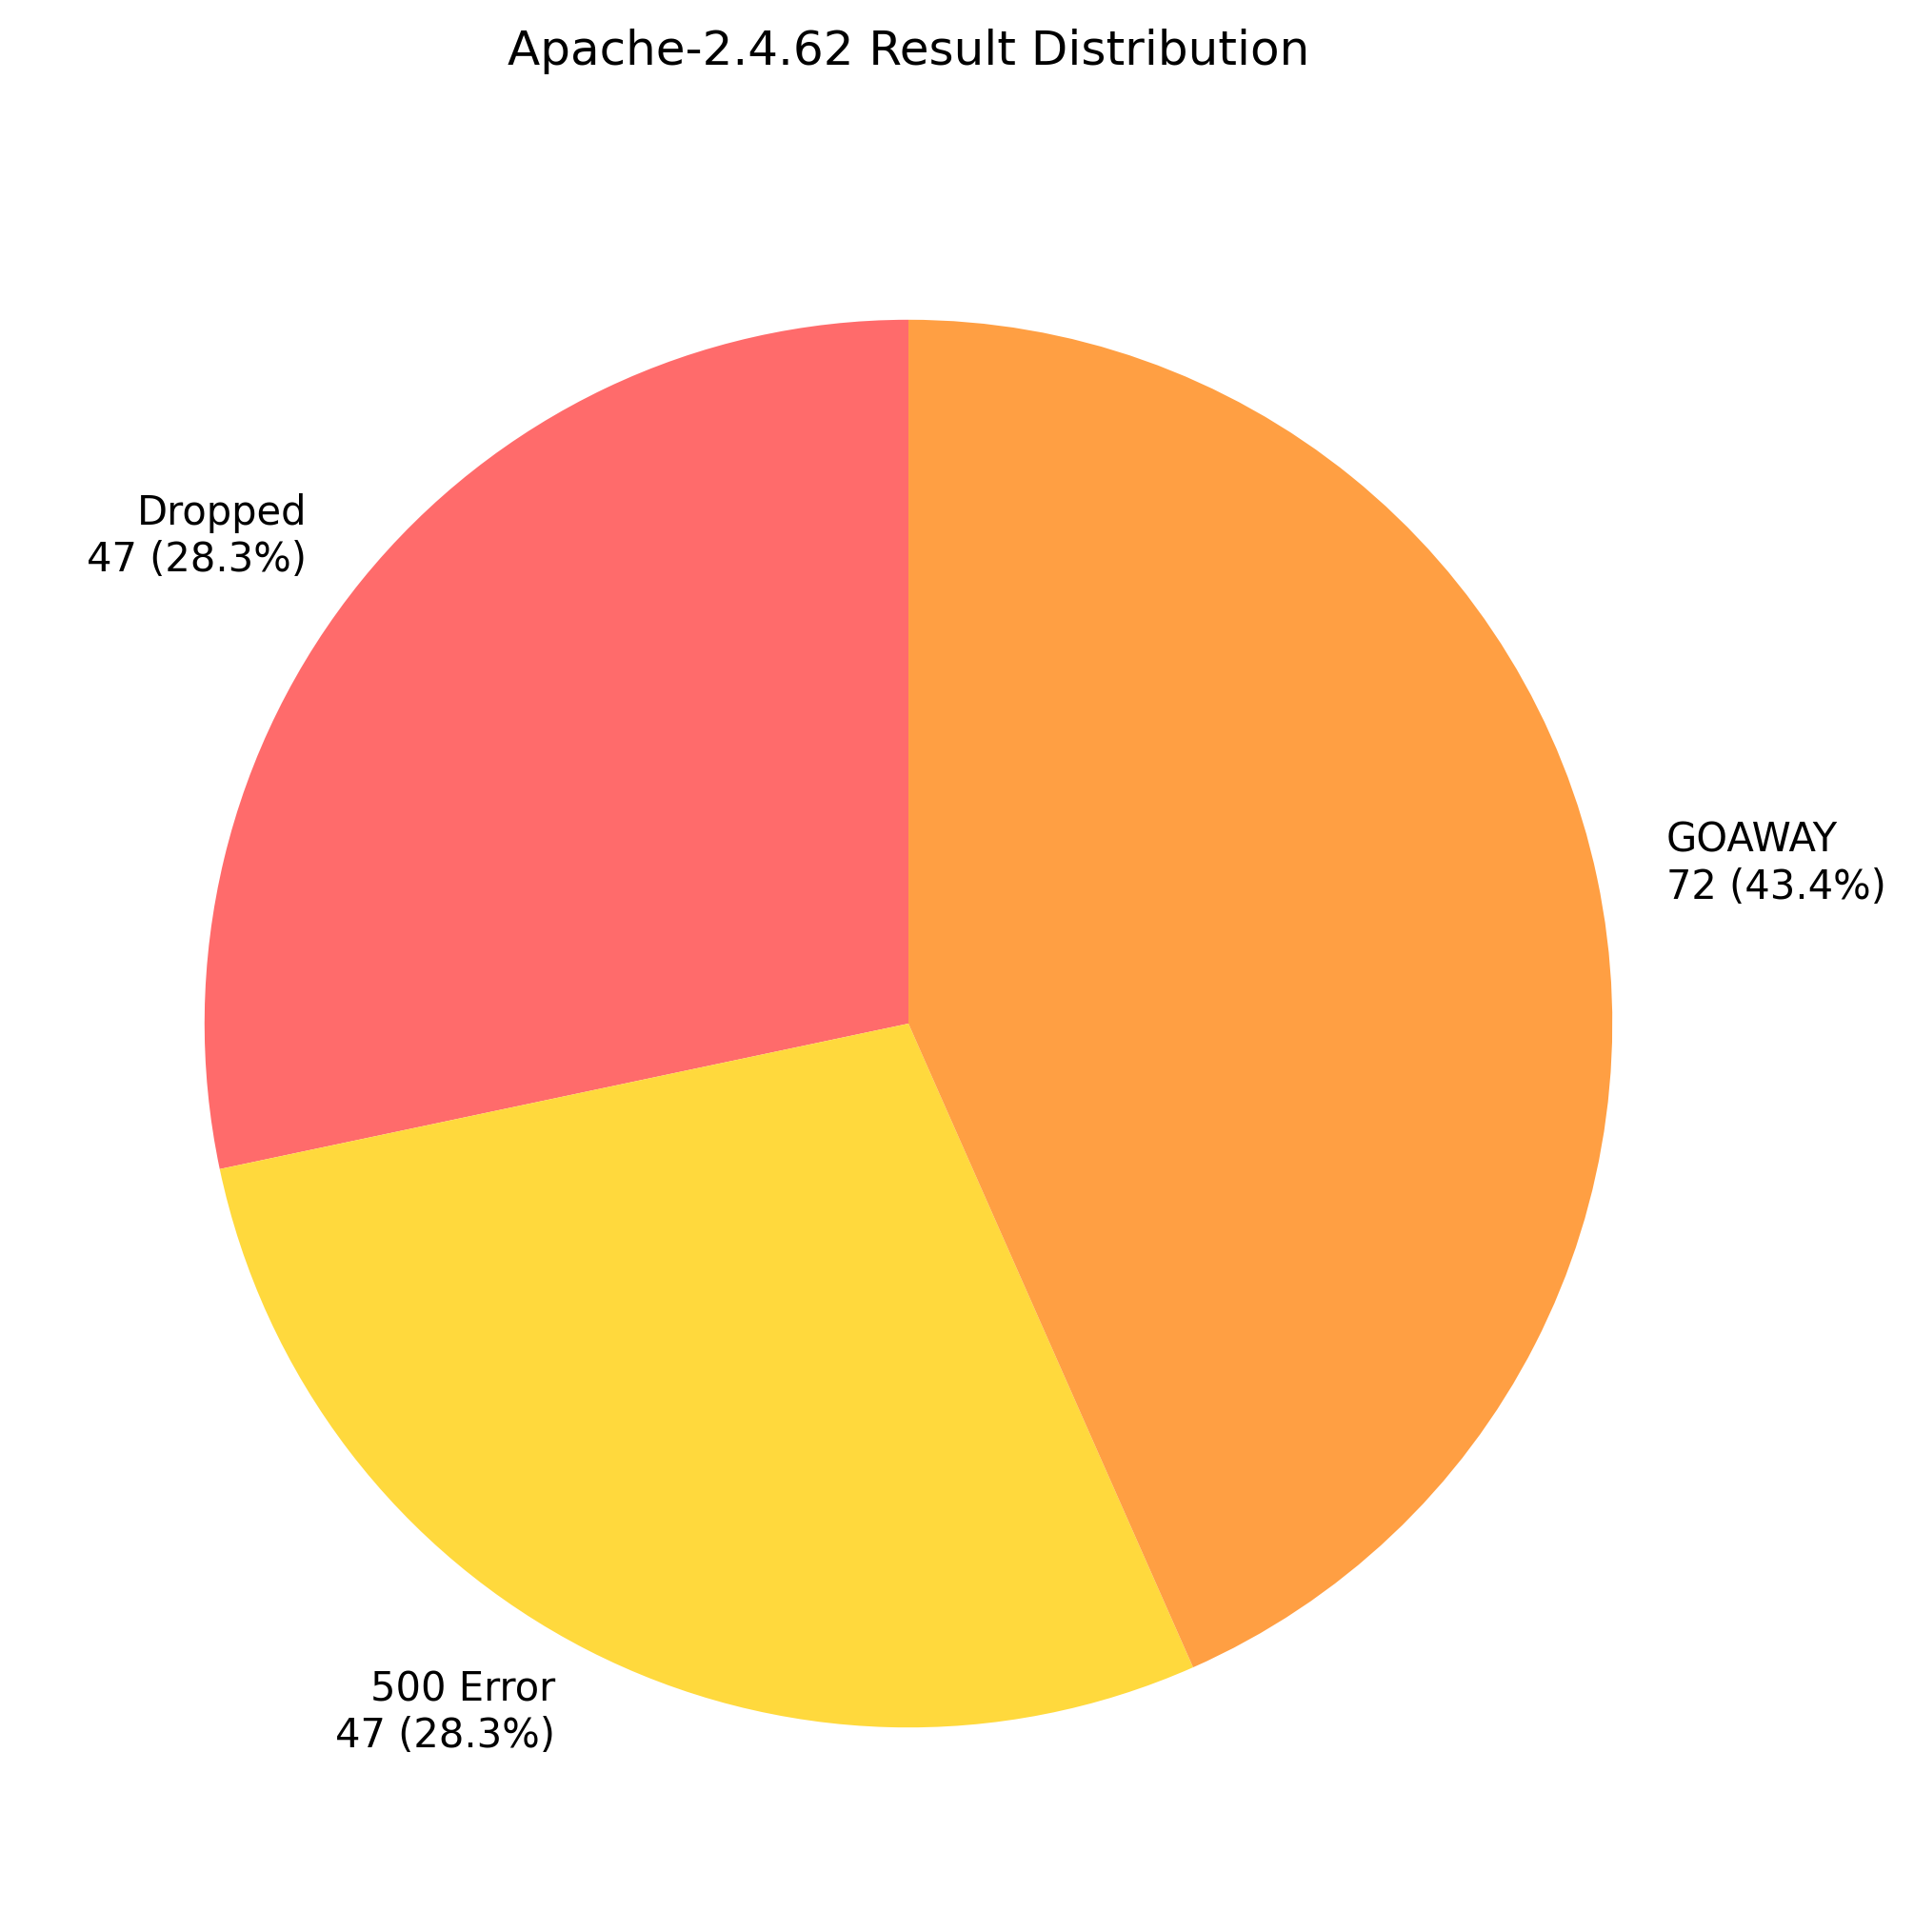 Apache-2.4.62 Result Distribution
Dropped
47 (28.3%)
GOAWAY
72 (43.4%)
500 Error
47 (28.3%)